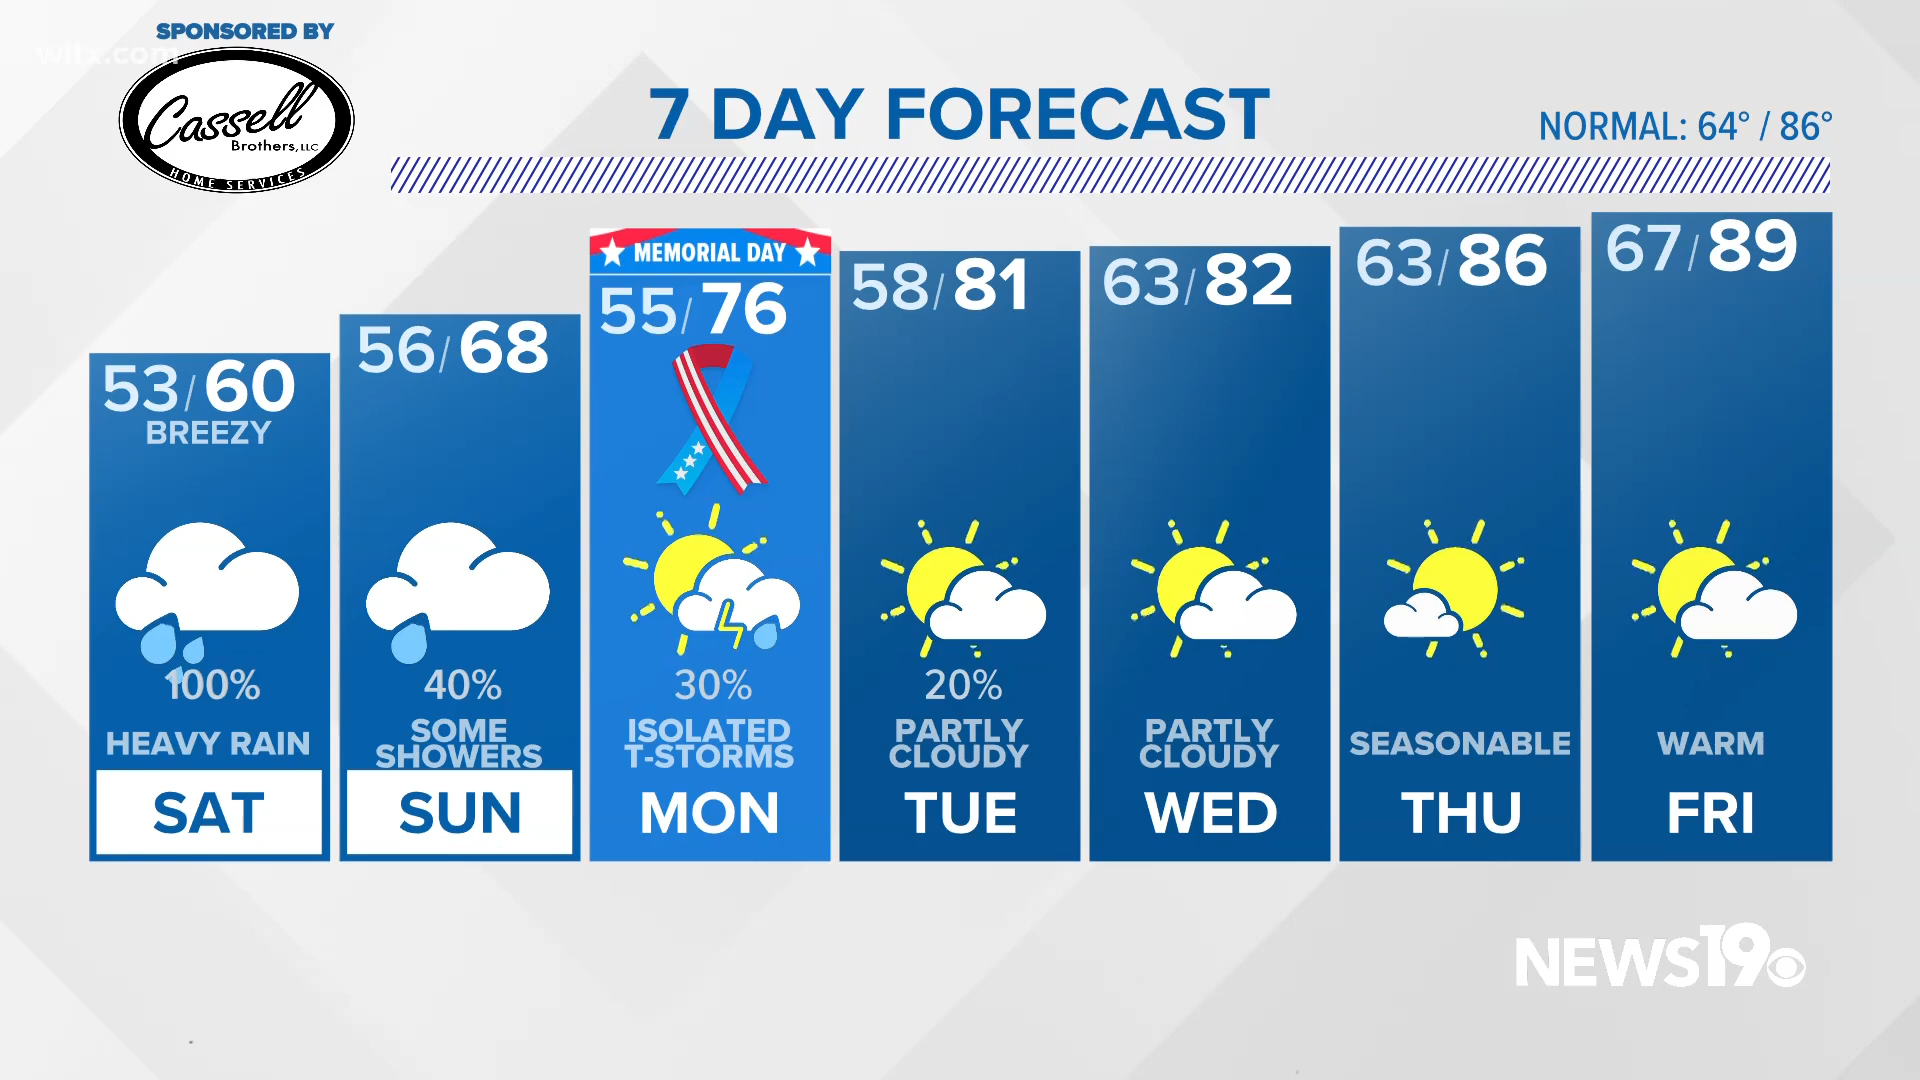 SPONSORED BY
wltx.com
Cassell
Brothers, LLC
HOME SERVICES
7 DAY FORECAST
NORMAL: 64° / 86°
53/60
BREEZY
100%
HEAVY RAIN
SAT
56/68
40%
SOME
SHOWERS
SUN
MEMORIAL DAY
55/76
30%
ISOLATED
T-STORMS
MON
58/81
20%
PARTLY
CLOUDY
TUE
63/82
PARTLY
CLOUDY
WED
63/86
SEASONABLE
THU
67/89
WARM
FRI
NEWS19